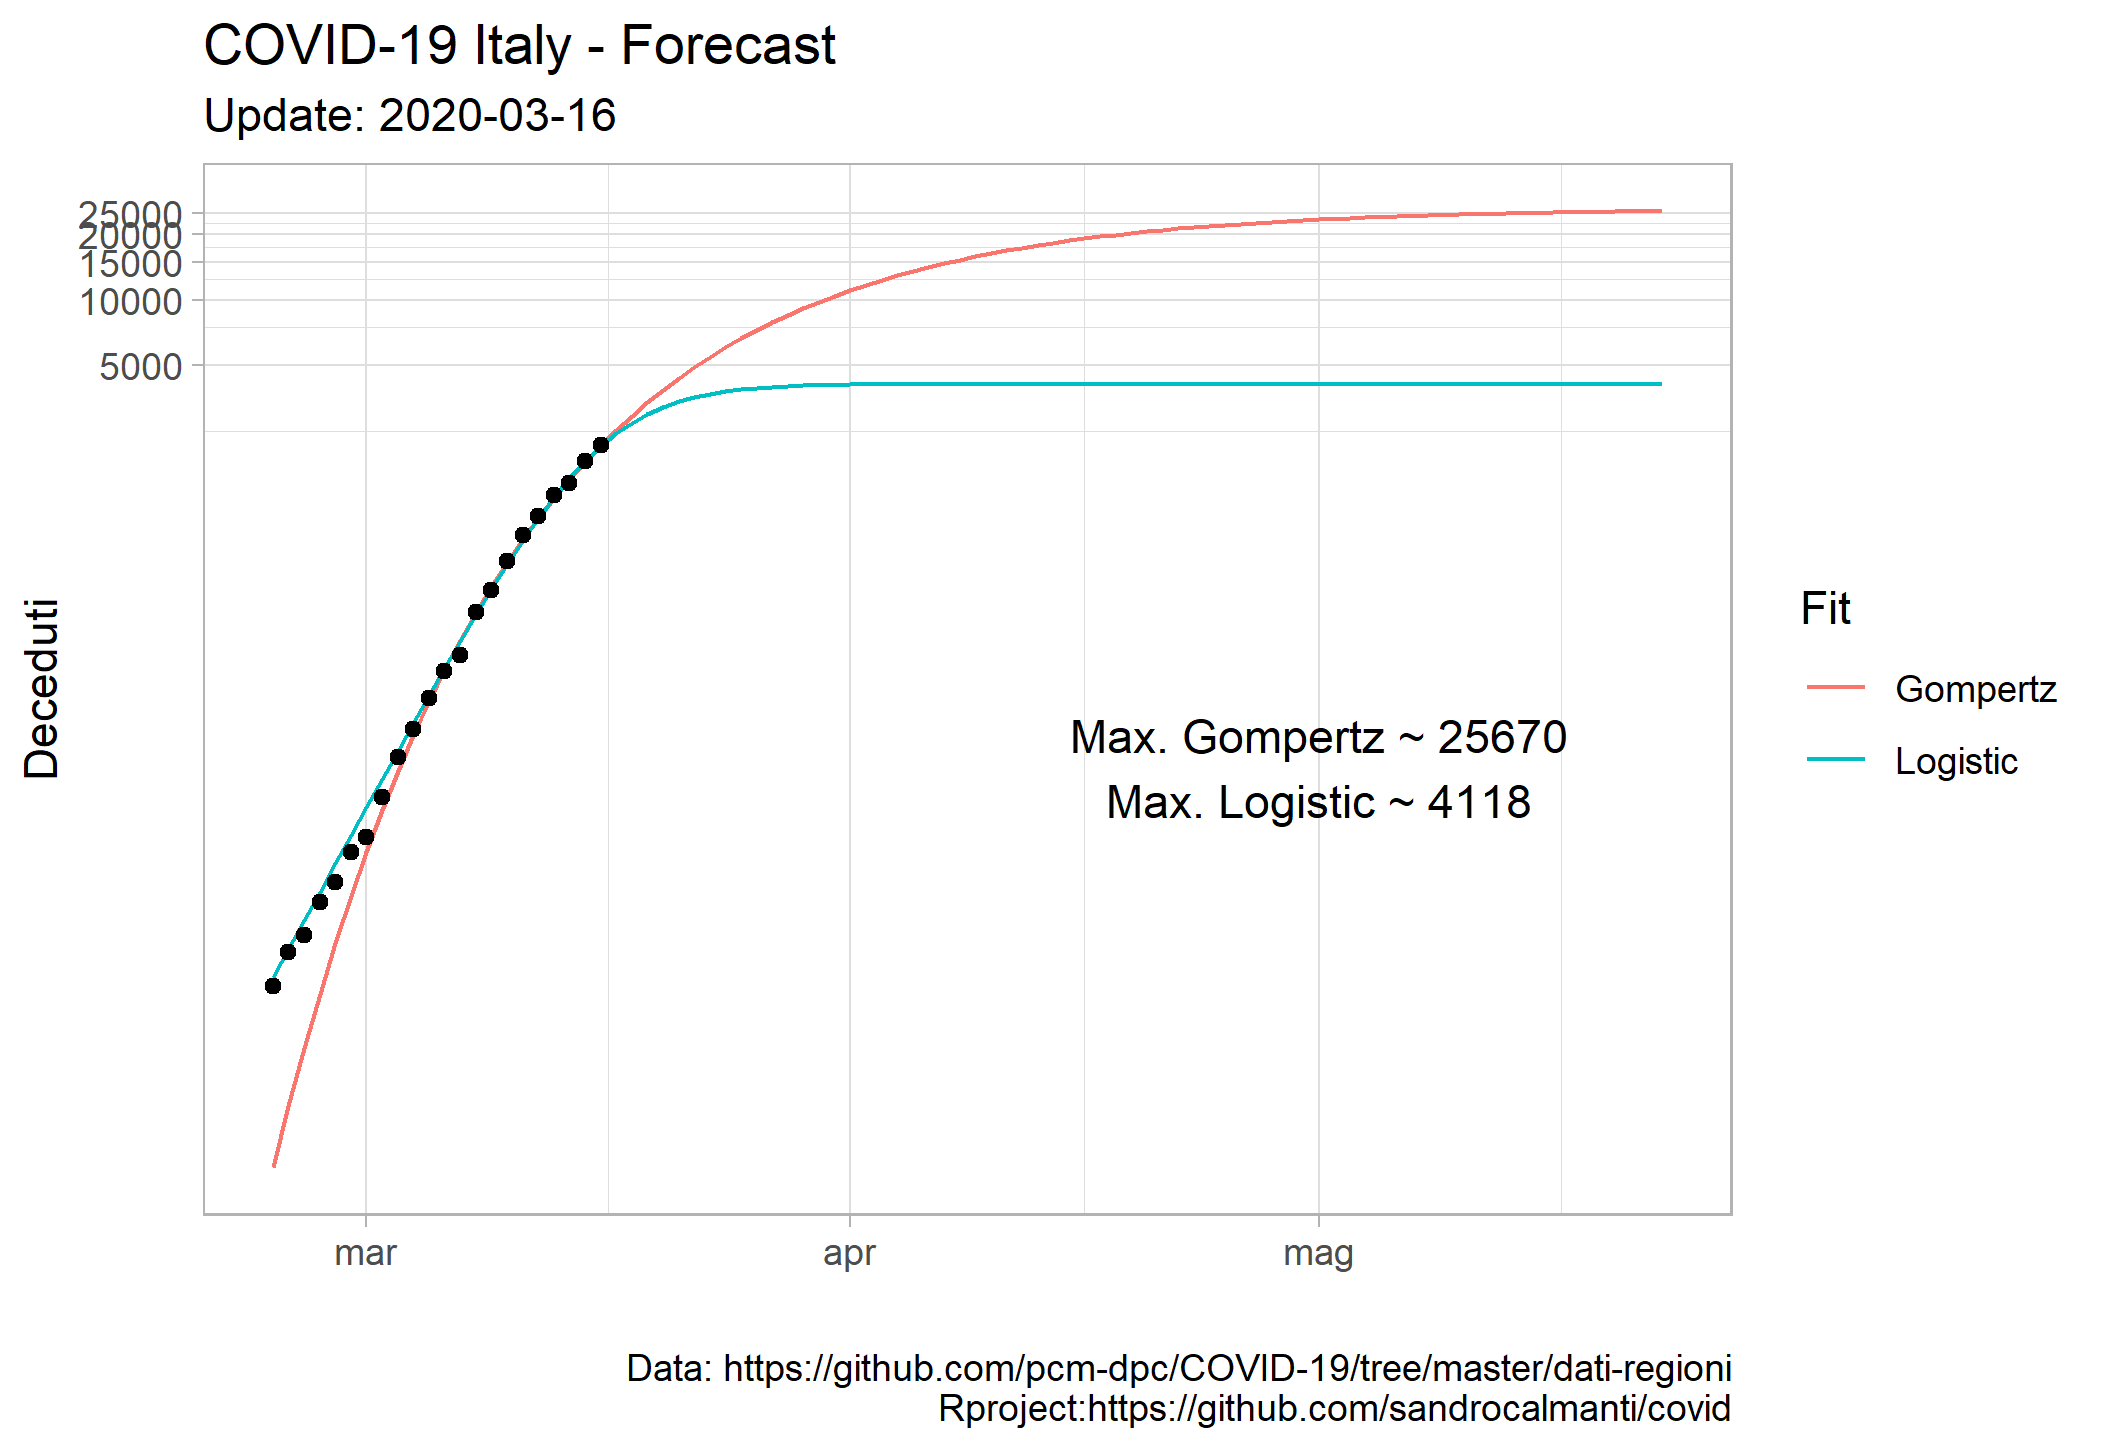 COVID-19 Italy - Forecast
Update: 2020-03-16
25000
20000
15000
10000
5000
Deceduti
Max. Gompertz ~ 25670
Max. Logistic ~ 4118
Fit
Gompertz
Logistic
mar apr mag
Data: https://github.com/pcm-dpc/COVID-19/tree/master/dati-regioni
Rproject:https://github.com/sandrocalmanti/covid